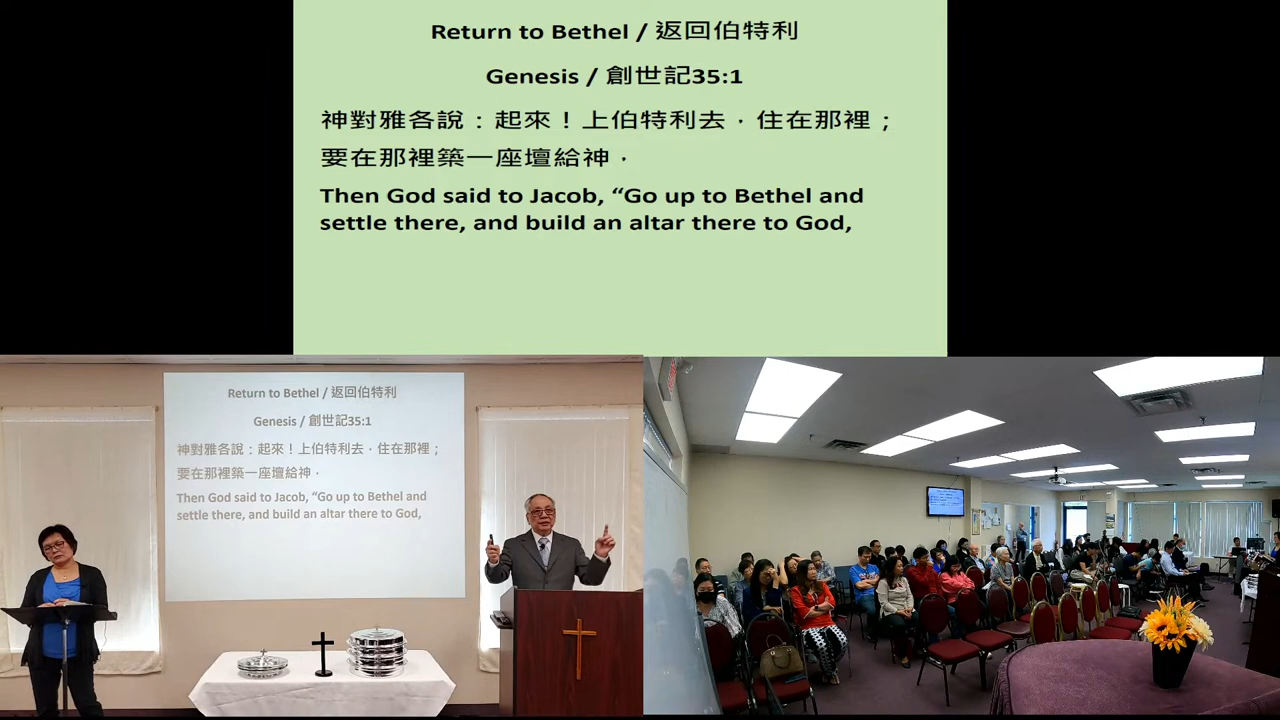 Return to Bethel / 返回伯特利
Genesis / 創世記35:1
神對雅各說：起來！上伯特利去．住在那裡；
要在那裡築一座壇給神．
Then God said to Jacob, “Go up to Bethel and
settle there, and build an altar there to God,
Return to Bethel / 返回伯特利
Genesis / 創世記35:1
神對雅各說：起來！上伯特利去．住在那裡；
要在那裡築一座壇給神．
Then God said to Jacob, “Go up to Bethel and
settle there, and build an altar there to God,